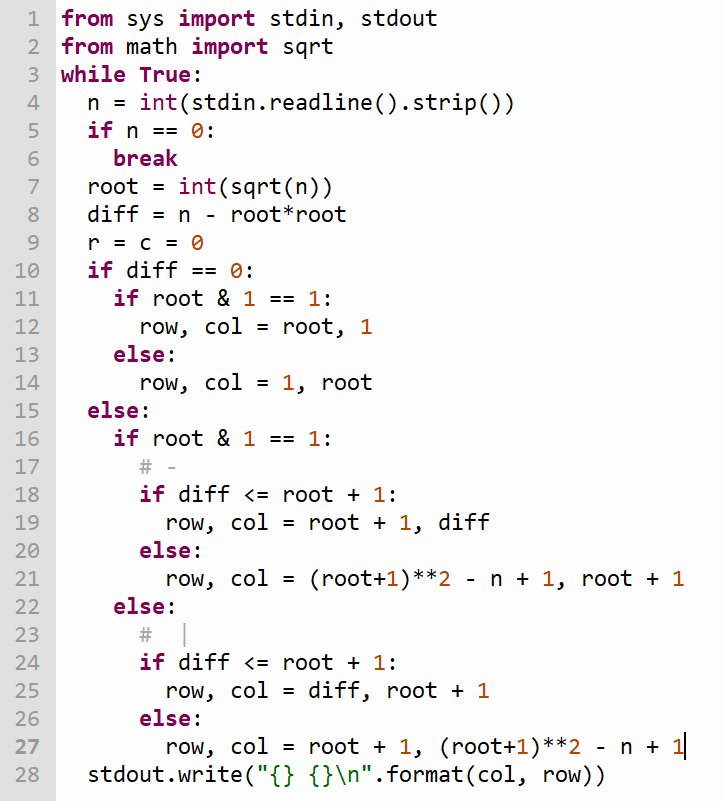 1 from sys import stdin, stdout
2 from math import sqrt
3 while True:
4   n = int(stdin.readline().strip())
5   if n == 0:
6     break
7   root = int(sqrt(n))
8   diff = n - root*root
9   r = c = 0
10   if diff == 0:
11     if root & 1 == 1:
12       row, col = root, 1
13     else:
14       row, col = 1, root
15   else:
16     if root & 1 == 1:
17       # -
18       if diff <= root + 1:
19         row, col = root + 1, diff
20       else:
21         row, col = (root+1)**2 - n + 1, root + 1
22     else:
23       #  |
24       if diff <= root + 1:
25         row, col = diff, root + 1
26       else:
27         row, col = root + 1, (root+1)**2 - n + 1
28   stdout.write("{} {}\n".format(col, row))